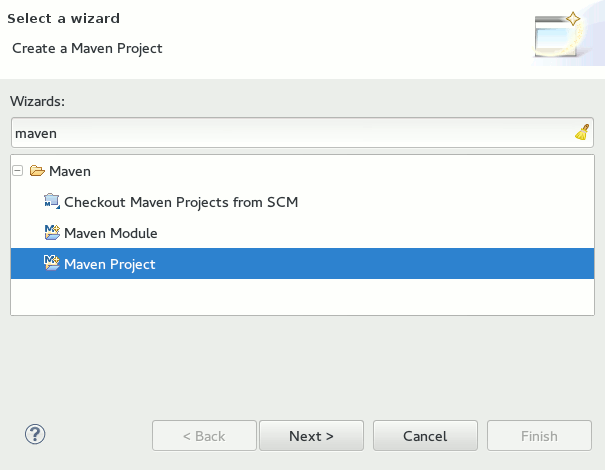 Select a wizard
Create a Maven Project
Wizards:
maven
Maven
Checkout Maven Projects from SCM
Maven Module
Maven Project
< Back
Next >
Cancel
Finish